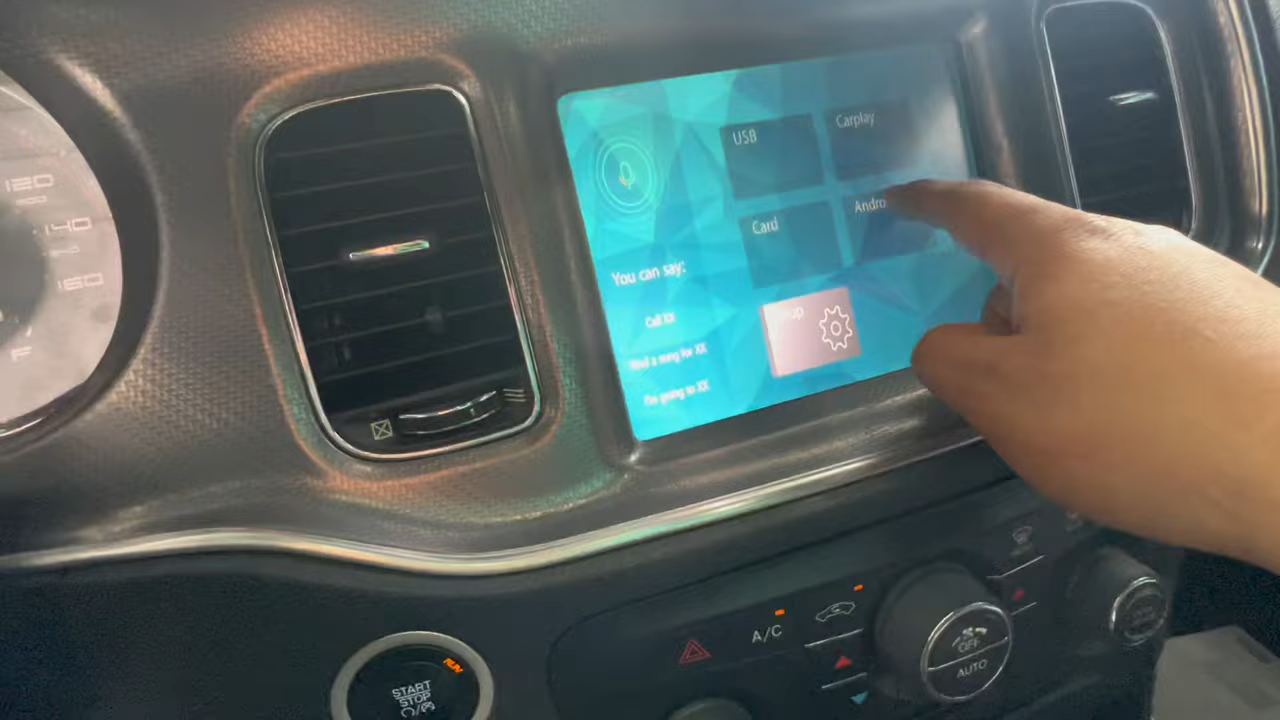 120
140
160
F
USB
Carplay
Card
Andro
You can say:
Call XX
Find a song for XX
I'm going to XX
A/C
OFF
AUTO
RUN
START
STOP